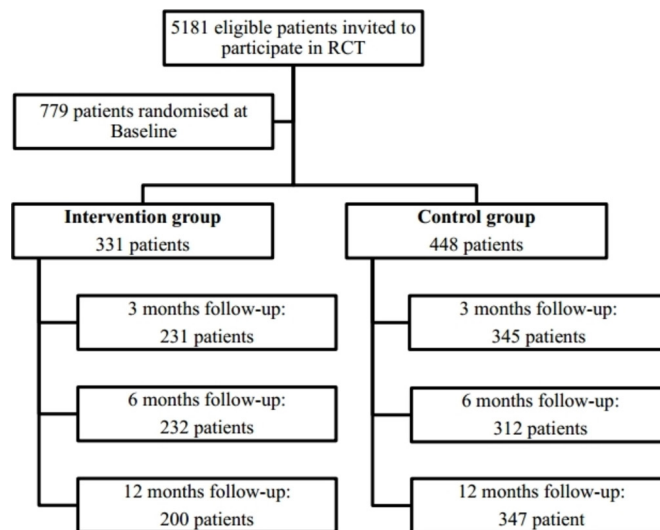 5181 eligible patients invited to
participate in RCT
779 patients randomised at
Baseline
Intervention group
331 patients
Control group
448 patients
3 months follow-up:
231 patients
3 months follow-up:
345 patients
6 months follow-up:
232 patients
6 months follow-up:
312 patients
12 months follow-up:
200 patients
12 months follow-up:
347 patient